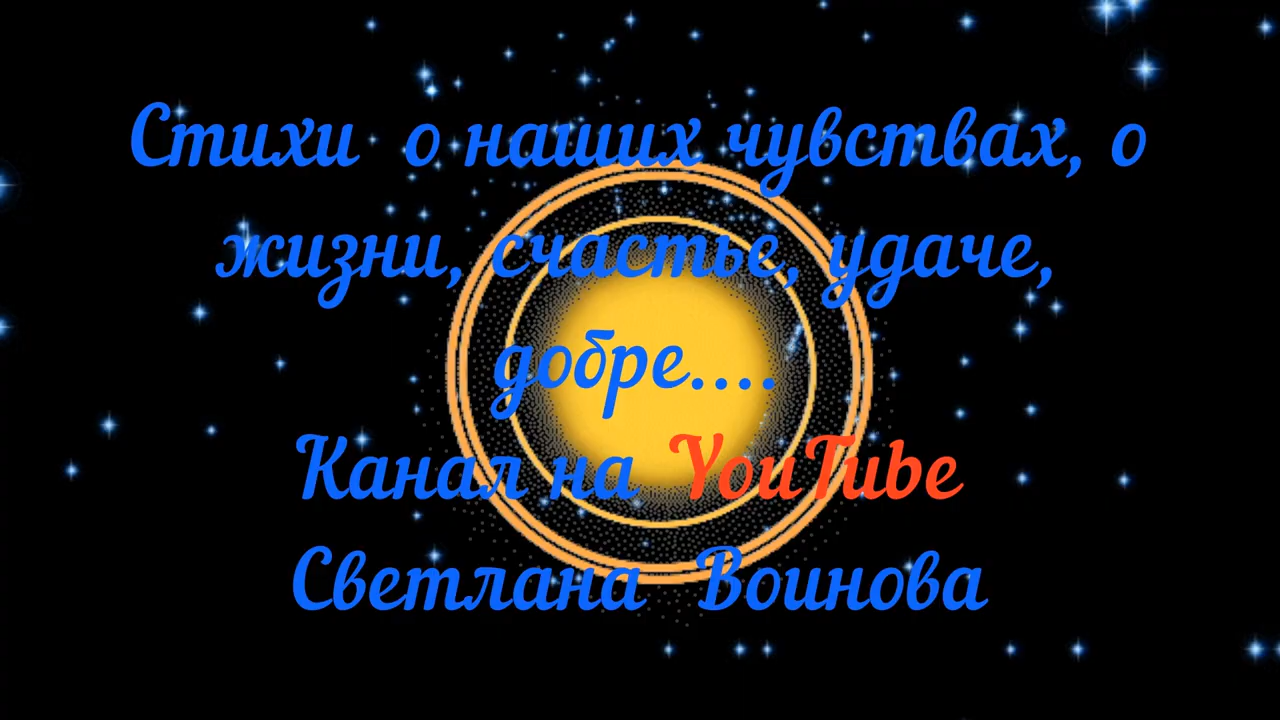 Стихи о наших чувствах, о
жизни, счастье, удаче,
добре....
Канал на YouTube
Светлана Воинова